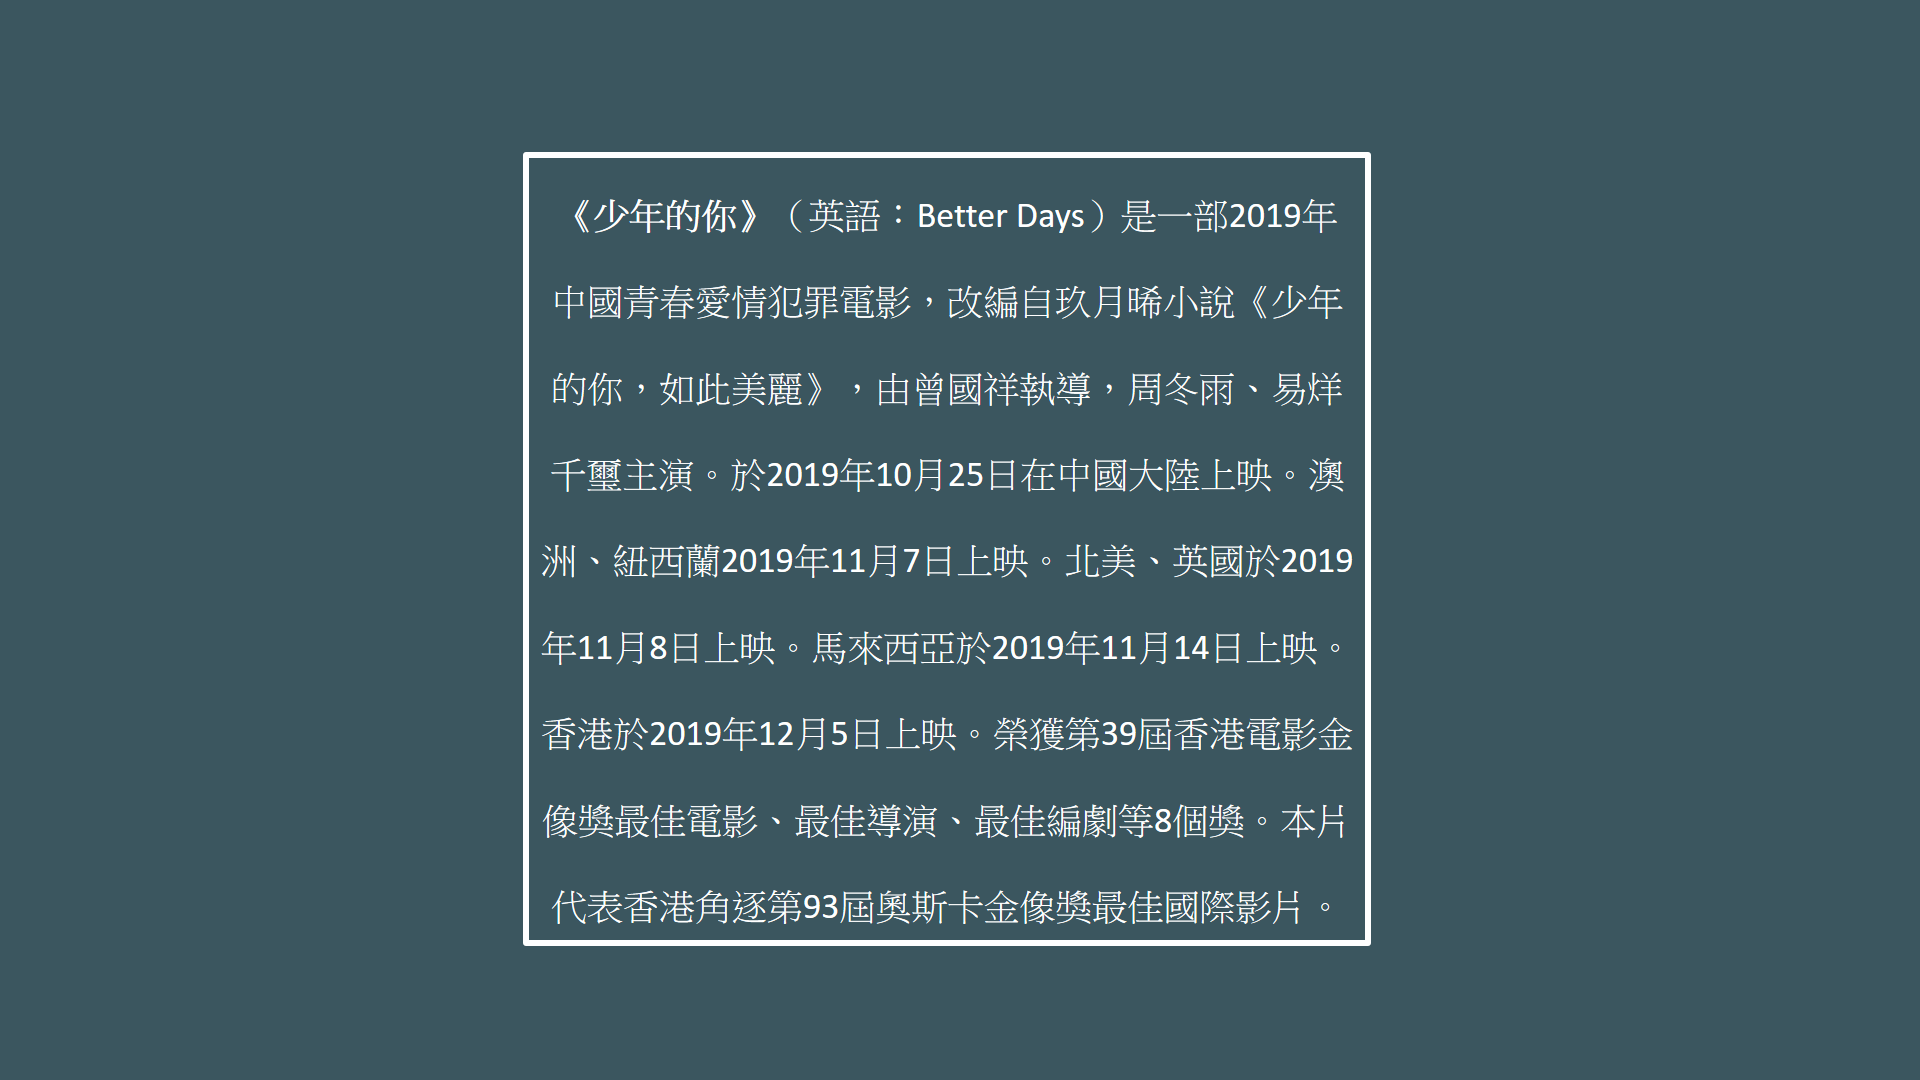 《少年的你》（英語：Better Days）是一部2019年
中國青春愛情犯罪電影，改編自玖月晞小說《少年
的你，如此美麗》，由曾國祥執導，周冬雨、易烊
千璽主演。於2019年10月25日在中國大陸上映。澳
洲、紐西蘭2019年11月7日上映。北美、英國於2019
年11月8日上映。馬來西亞於2019年11月14日上映。
香港於2019年12月5日上映。榮獲第39屆香港電影金
像獎最佳電影、最佳導演、最佳編劇等8個獎。本片
代表香港角逐第93屆奧斯卡金像獎最佳國際影片。